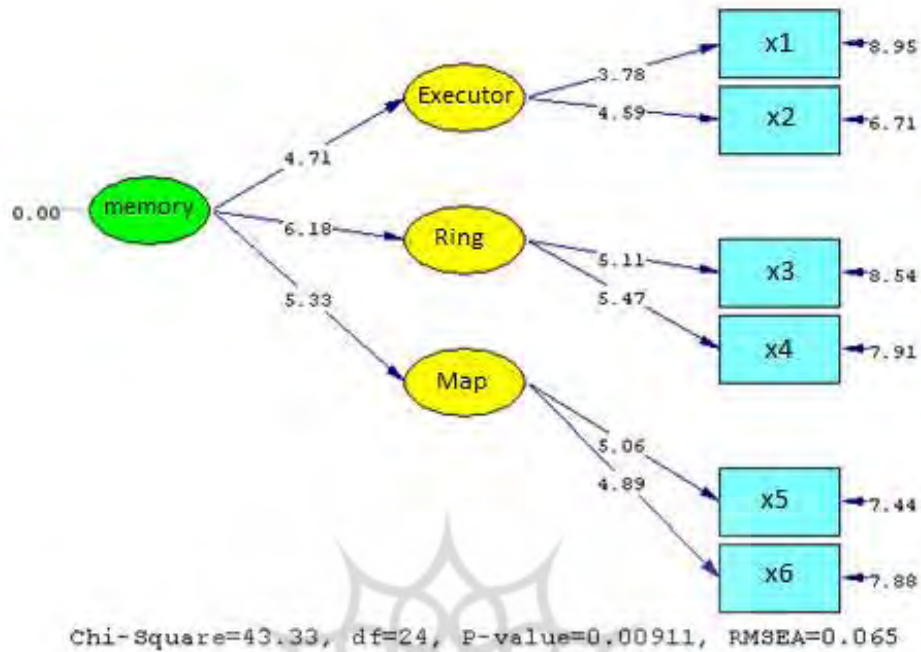 x1
8.95
3.78
Executor
4.59
x2
6.71
4.71
memory
0.00
6.18
Ring
5.11
x3
8.54
5.33
5.47
x4
7.91
Map
5.06
x5
7.44
4.89
x6
7.88
Chi-Square=43.33, df=24, P-value=0.00911, RMSEA=0.065